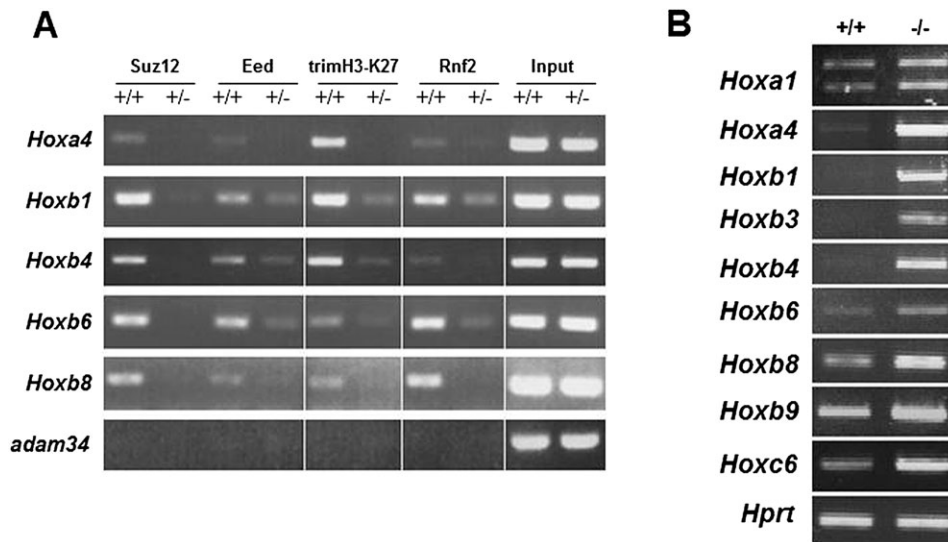 A
Suz12 Eed trimH3-K27 Rnf2 Input
+/+ +/- +/+ +/- +/+ +/- +/+ +/- +/+ +/-
Hoxa4
Hoxb1
Hoxb4
Hoxb6
Hoxb8
adam34
B
+/+ -/-
Hoxa1
Hoxa4
Hoxb1
Hoxb3
Hoxb4
Hoxb6
Hoxb8
Hoxb9
Hoxc6
Hprt